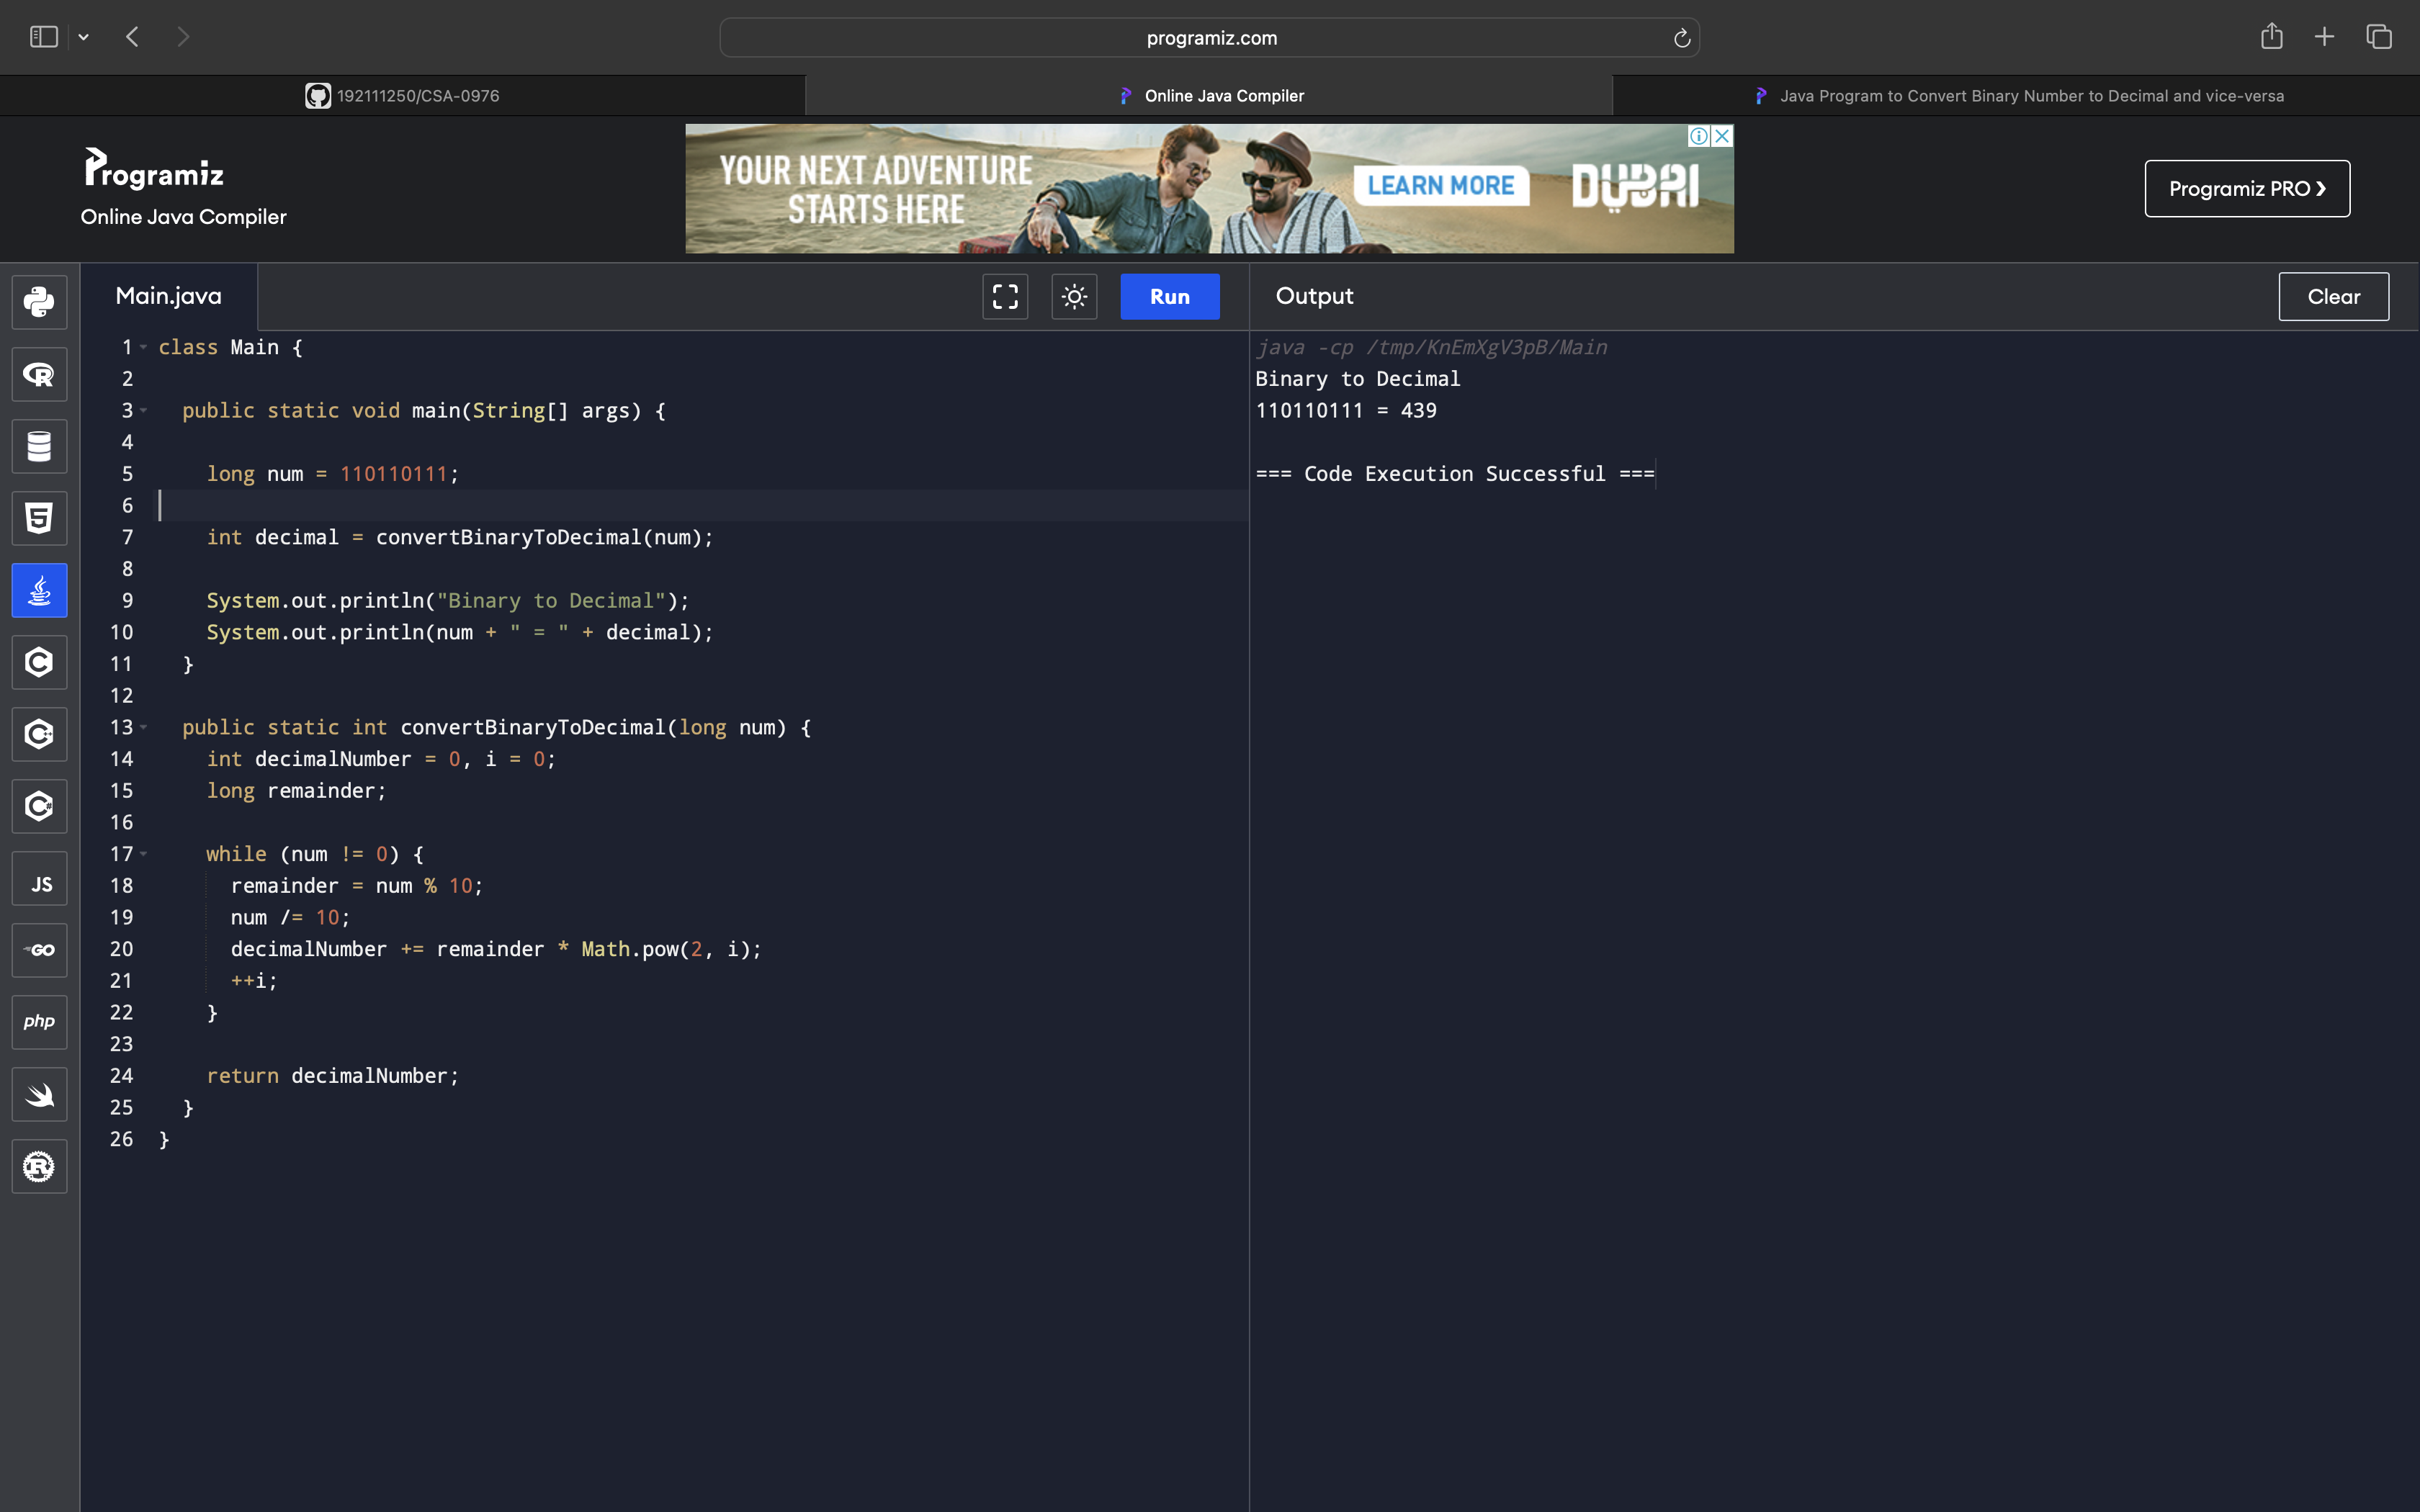 programiz.com
192111250/CSA-0976
Online Java Compiler
Java Program to Convert Binary Number to Decimal and vice-versa
Programiz
Online Java Compiler
YOUR NEXT ADVENTURE
STARTS HERE
LEARN MORE
DUBAI
Programiz PRO ❯
Main.java
Run
Output
Clear
1 class Main {
2
3   public static void main(String[] args) {
4
5     long num = 110110111;
6
7     int decimal = convertBinaryToDecimal(num);
8
9     System.out.println("Binary to Decimal");
10     System.out.println(num + " = " + decimal);
11   }
12
13   public static int convertBinaryToDecimal(long num) {
14     int decimalNumber = 0, i = 0;
15     long remainder;
16
17     while (num != 0) {
18       remainder = num % 10;
19       num /= 10;
20       decimalNumber += remainder * Math.pow(2, i);
21       ++i;
22     }
23
24     return decimalNumber;
25   }
26 }
java -cp /tmp/KnEmXgV3pB/Main
Binary to Decimal
110110111 = 439
=== Code Execution Successful ===
R
5
C
C++
C#
JS
GO
php
R